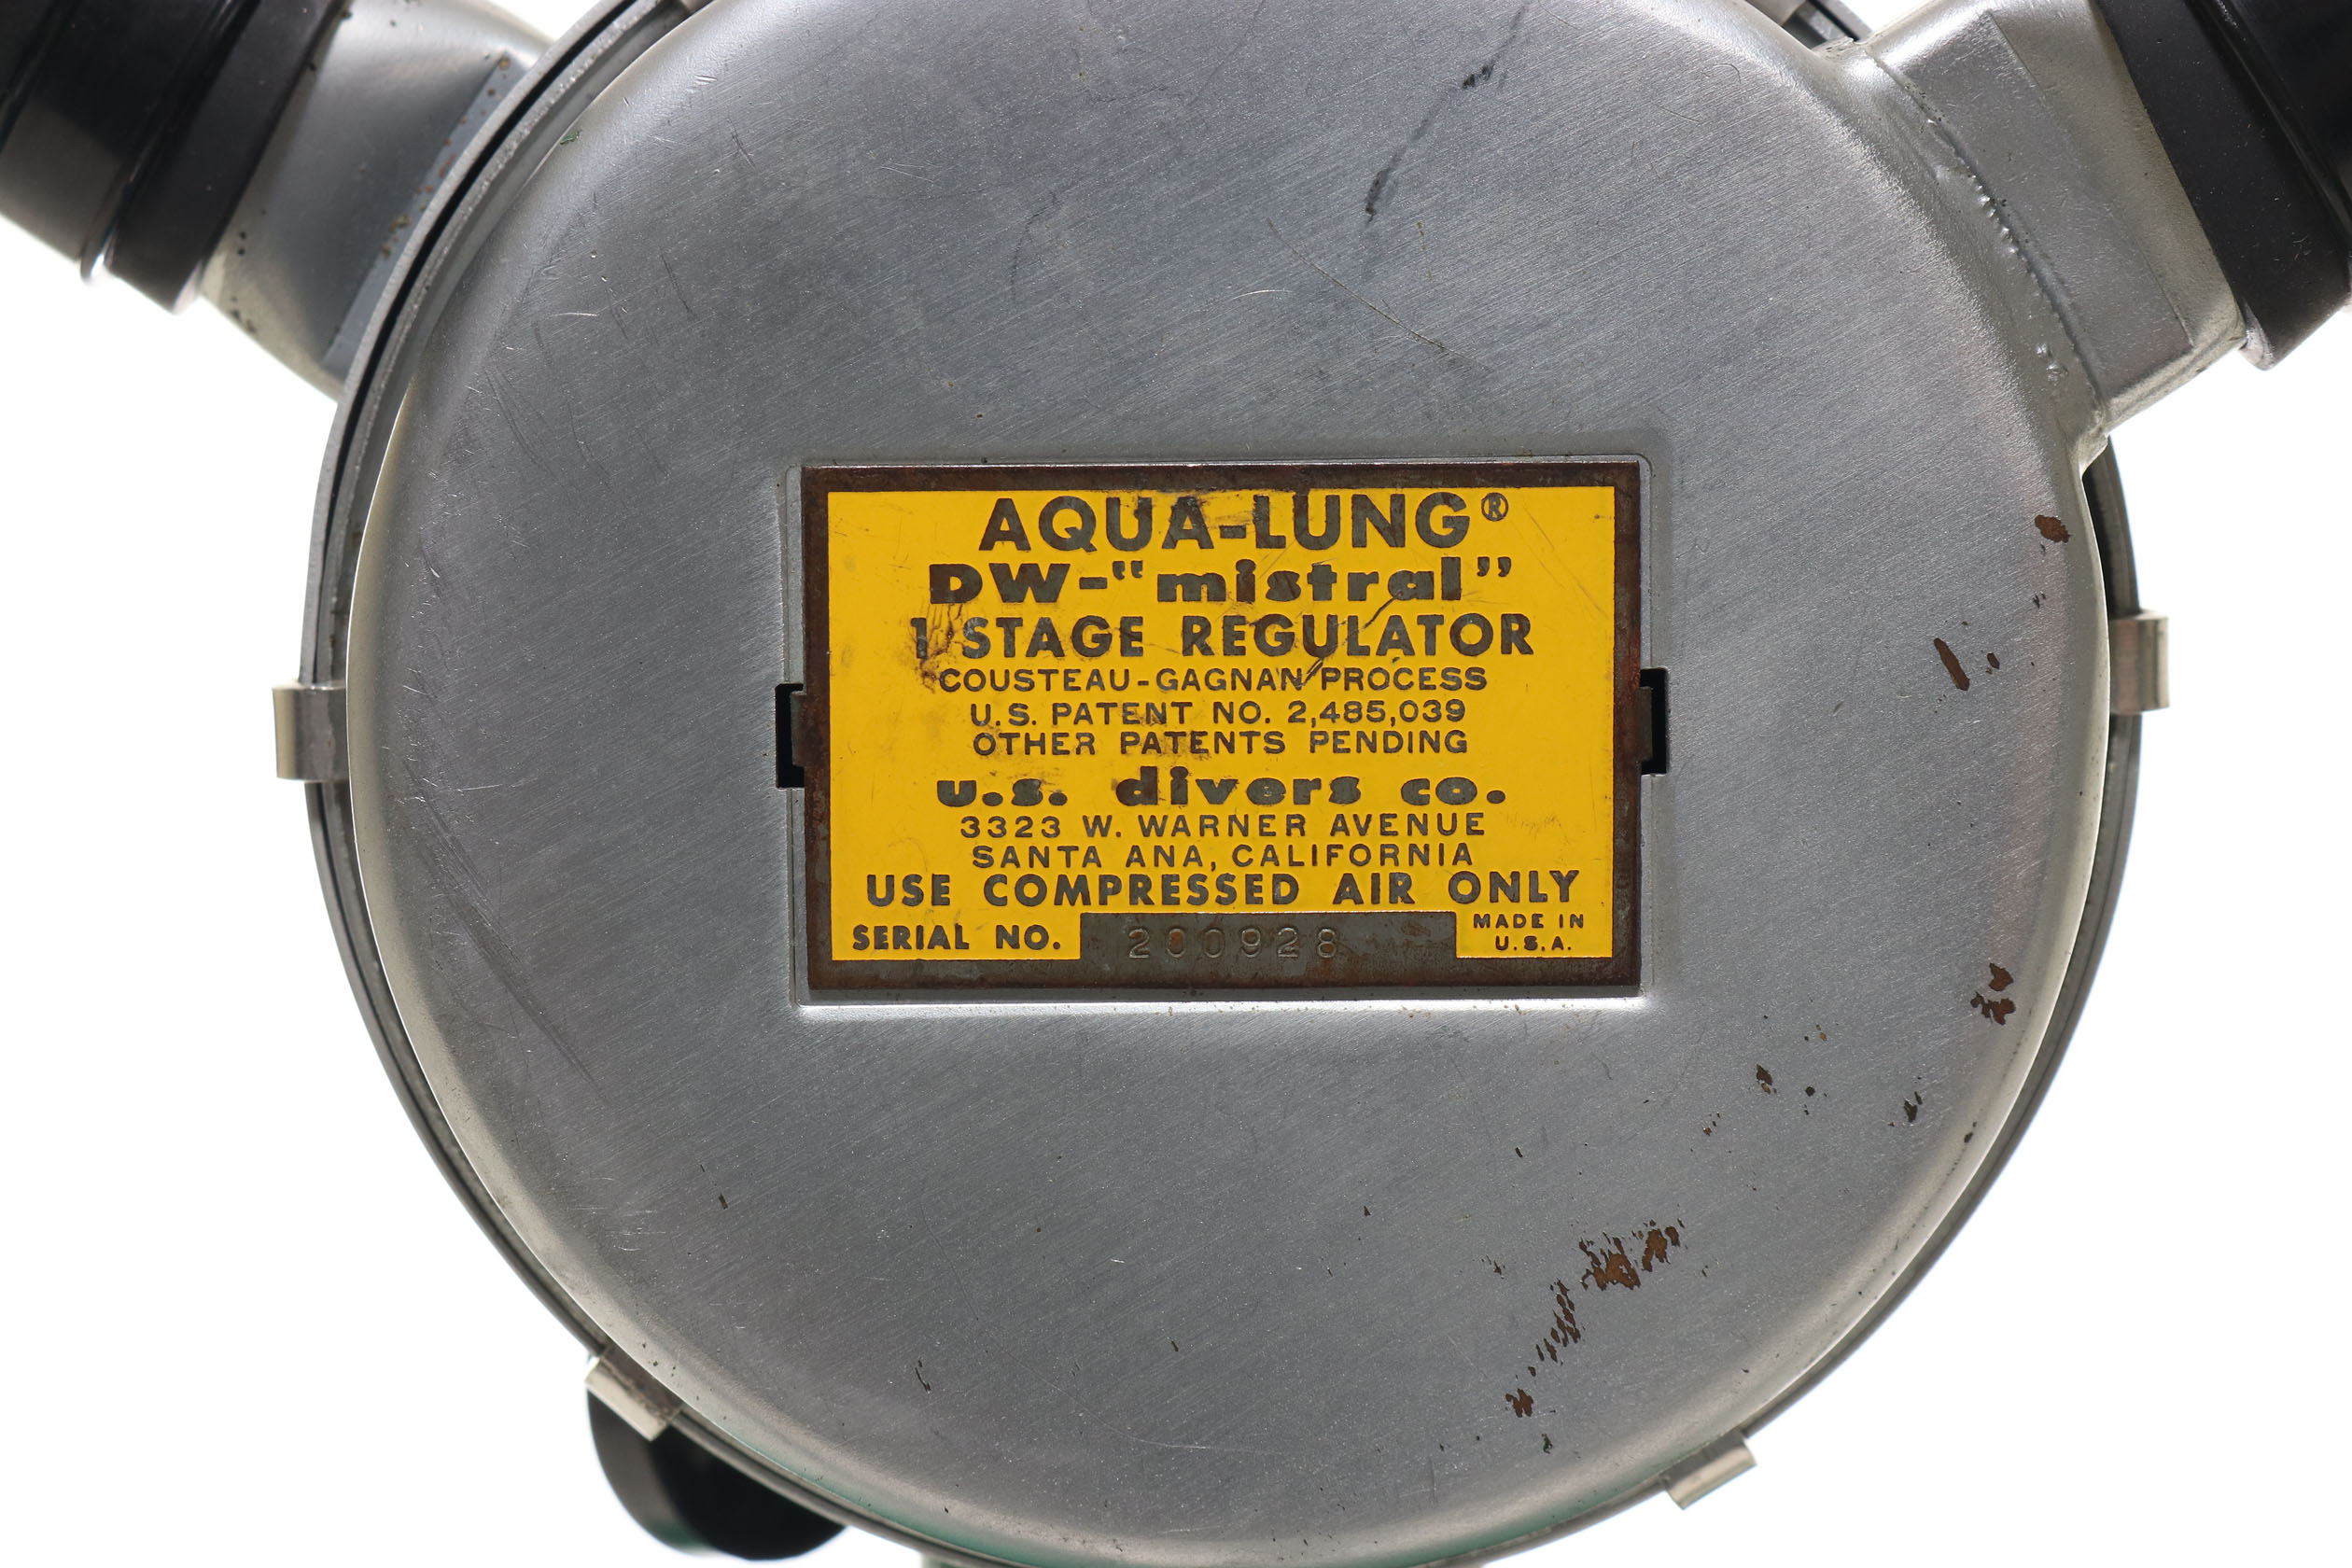 AQUA-LUNG®
DW-"mistral"
1 STAGE REGULATOR
COUSTEAU-GAGNAN PROCESS
U.S. PATENT NO. 2,485,039
OTHER PATENTS PENDING
u.s. divers co.
3323 W. WARNER AVENUE
SANTA ANA, CALIFORNIA
USE COMPRESSED AIR ONLY
SERIAL NO. 200928 MADE IN
U.S.A.